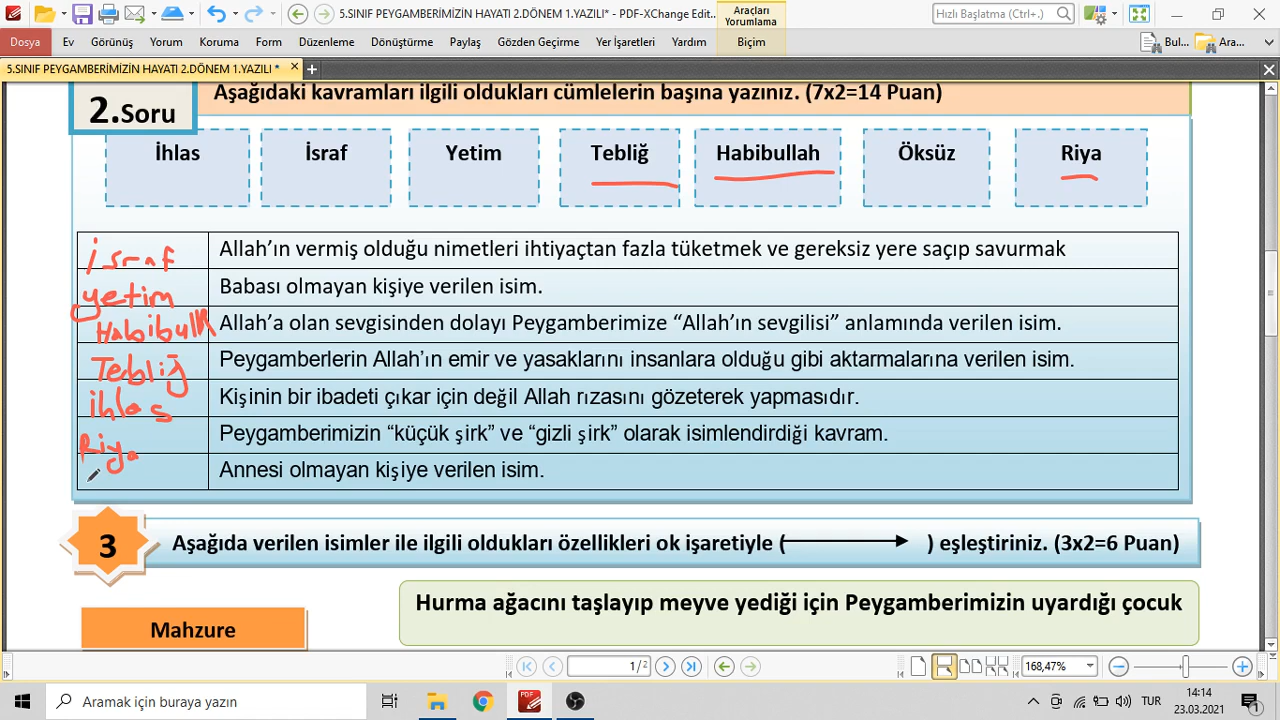 5.SINIF PEYGAMBERİMİZİN HAYATI 2.DÖNEM 1.YAZILI* - PDF-XChange Edit...
Araçları
Yorumlama
Hızlı Başlatma (Ctrl+.)
Dosya Ev Görünüş Yorum Koruma Form Düzenleme Dönüştürme Paylaş Gözden Geçirme Yer İşaretleri Yardım Biçim Bul... Ara...
5.SINIF PEYGAMBERİMİZİN HAYATI 2.DÖNEM 1.YAZILI *
2.Soru
Aşağıdaki kavramları ilgili oldukları cümlelerin başına yazınız. (7x2=14 Puan)
İhlas İsraf Yetim Tebliğ Habibullah Öksüz Riya
israf Allah'ın vermiş olduğu nimetleri ihtiyaçtan fazla tüketmek ve gereksiz yere saçıp savurmak
yetim Babası olmayan kişiye verilen isim.
Habibullh Allah'a olan sevgisinden dolayı Peygamberimize “Allah'ın sevgilisi” anlamında verilen isim.
Tebliğ Peygamberlerin Allah'ın emir ve yasaklarını insanlara olduğu gibi aktarmalarına verilen isim.
ihlas Kişinin bir ibadeti çıkar için değil Allah rızasını gözeterek yapmasıdır.
Riya Peygamberimizin “küçük şirk” ve “gizli şirk” olarak isimlendirdiği kavram.
Annesi olmayan kişiye verilen isim.
3 Aşağıda verilen isimler ile ilgili oldukları özellikleri ok işaretiyle ( ) eşleştiriniz. (3x2=6 Puan)
Hurma ağacını taşlayıp meyve yediği için Peygamberimizin uyardığı çocuk
Mahzure
1 / 2
168,47%
Aramak için buraya yazın
PDF
TUR
14:14
23.03.2021
1